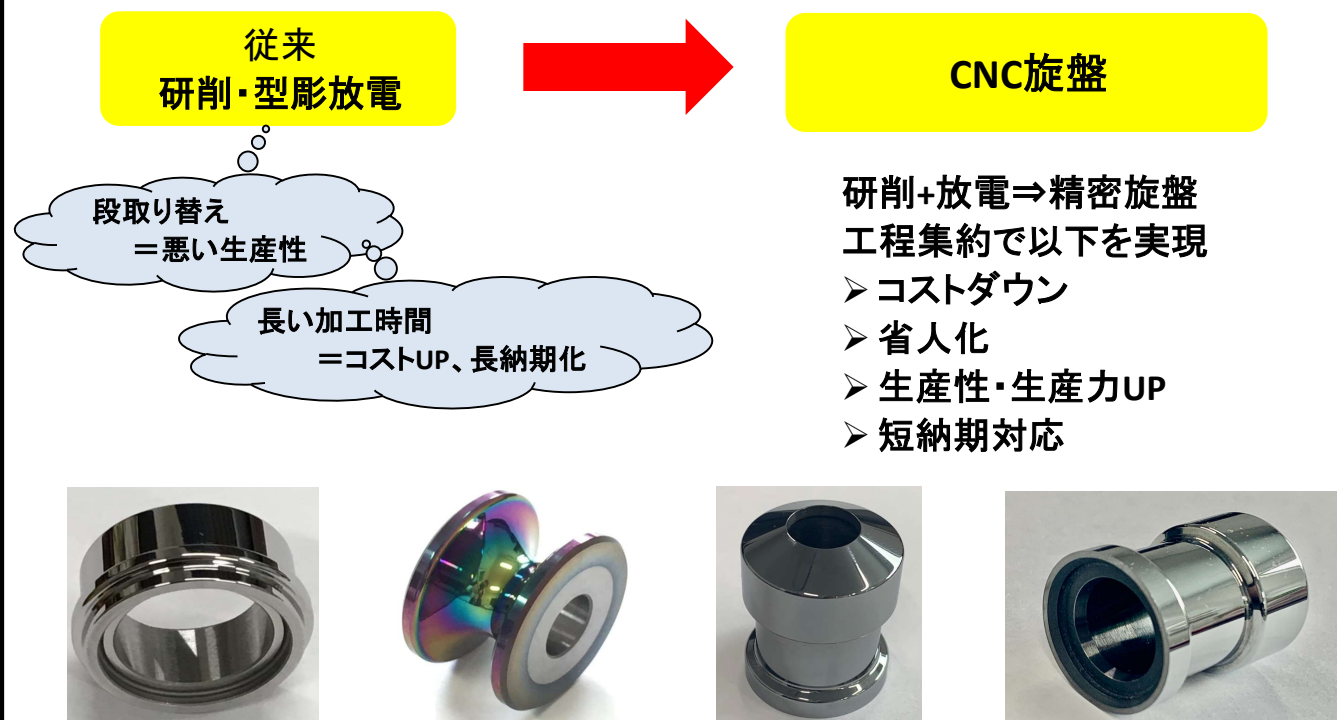 従来
研削・型彫放電
CNC旋盤
段取り替え
＝悪い生産性
長い加工時間
＝コストUP、長納期化
研削+放電⇒精密旋盤
工程集約で以下を実現
➢ コストダウン
➢ 省人化
➢ 生産性・生産力UP
➢ 短納期対応